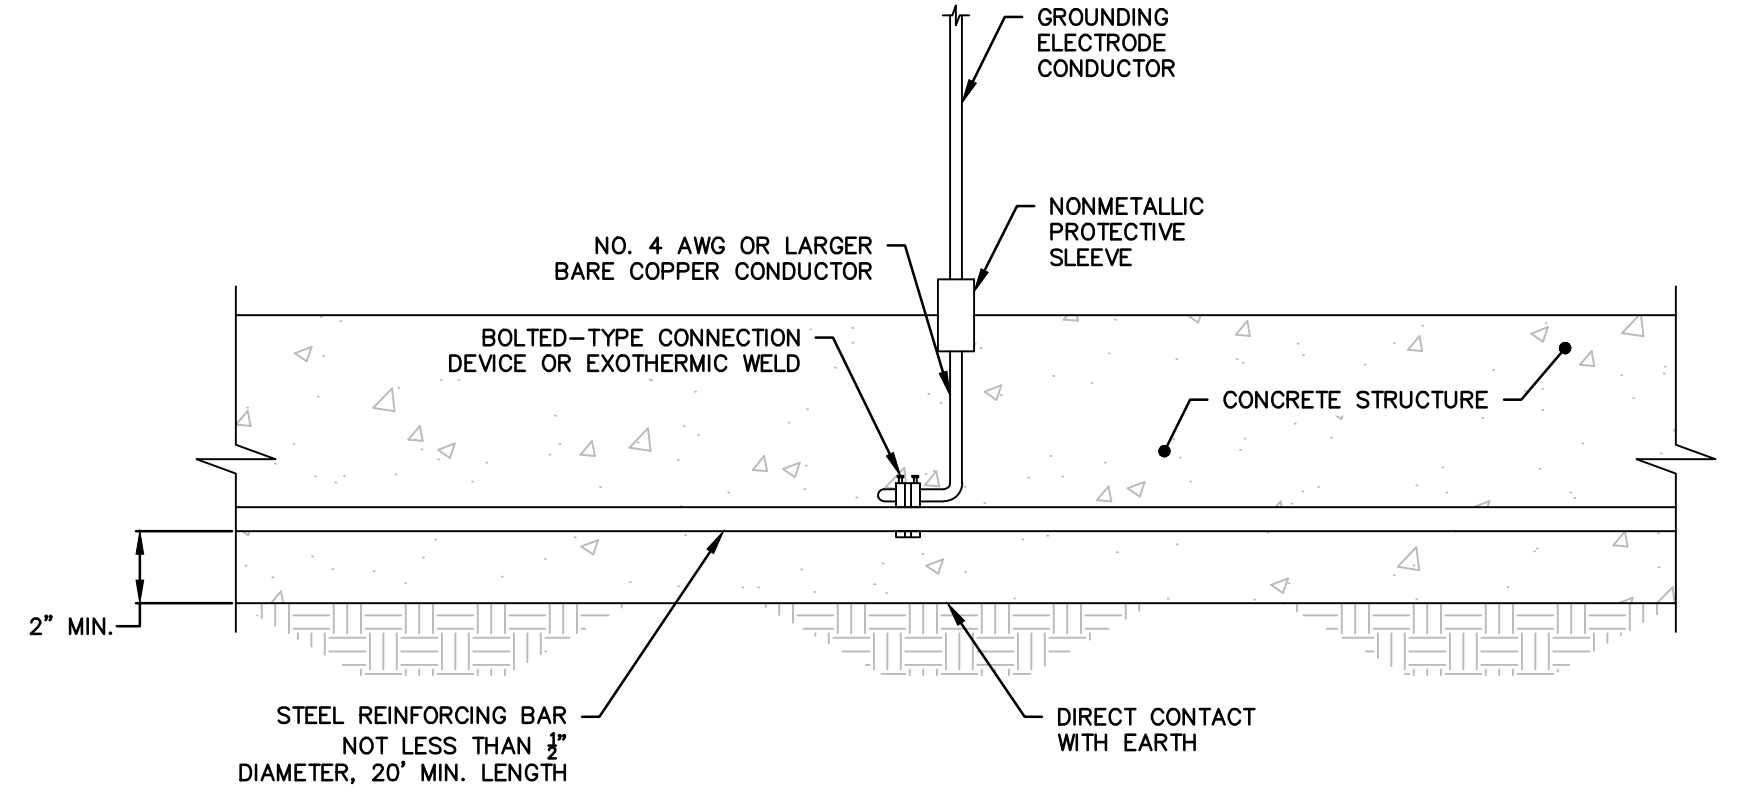 GROUNDING
ELECTRODE
CONDUCTOR
NONMETALLIC
PROTECTIVE
SLEEVE
NO. 4 AWG OR LARGER
BARE COPPER CONDUCTOR
BOLTED-TYPE CONNECTION
DEVICE OR EXOTHERMIC WELD
CONCRETE STRUCTURE
2" MIN.
STEEL REINFORCING BAR
NOT LESS THAN 1/2"
DIAMETER, 20' MIN. LENGTH
DIRECT CONTACT
WITH EARTH